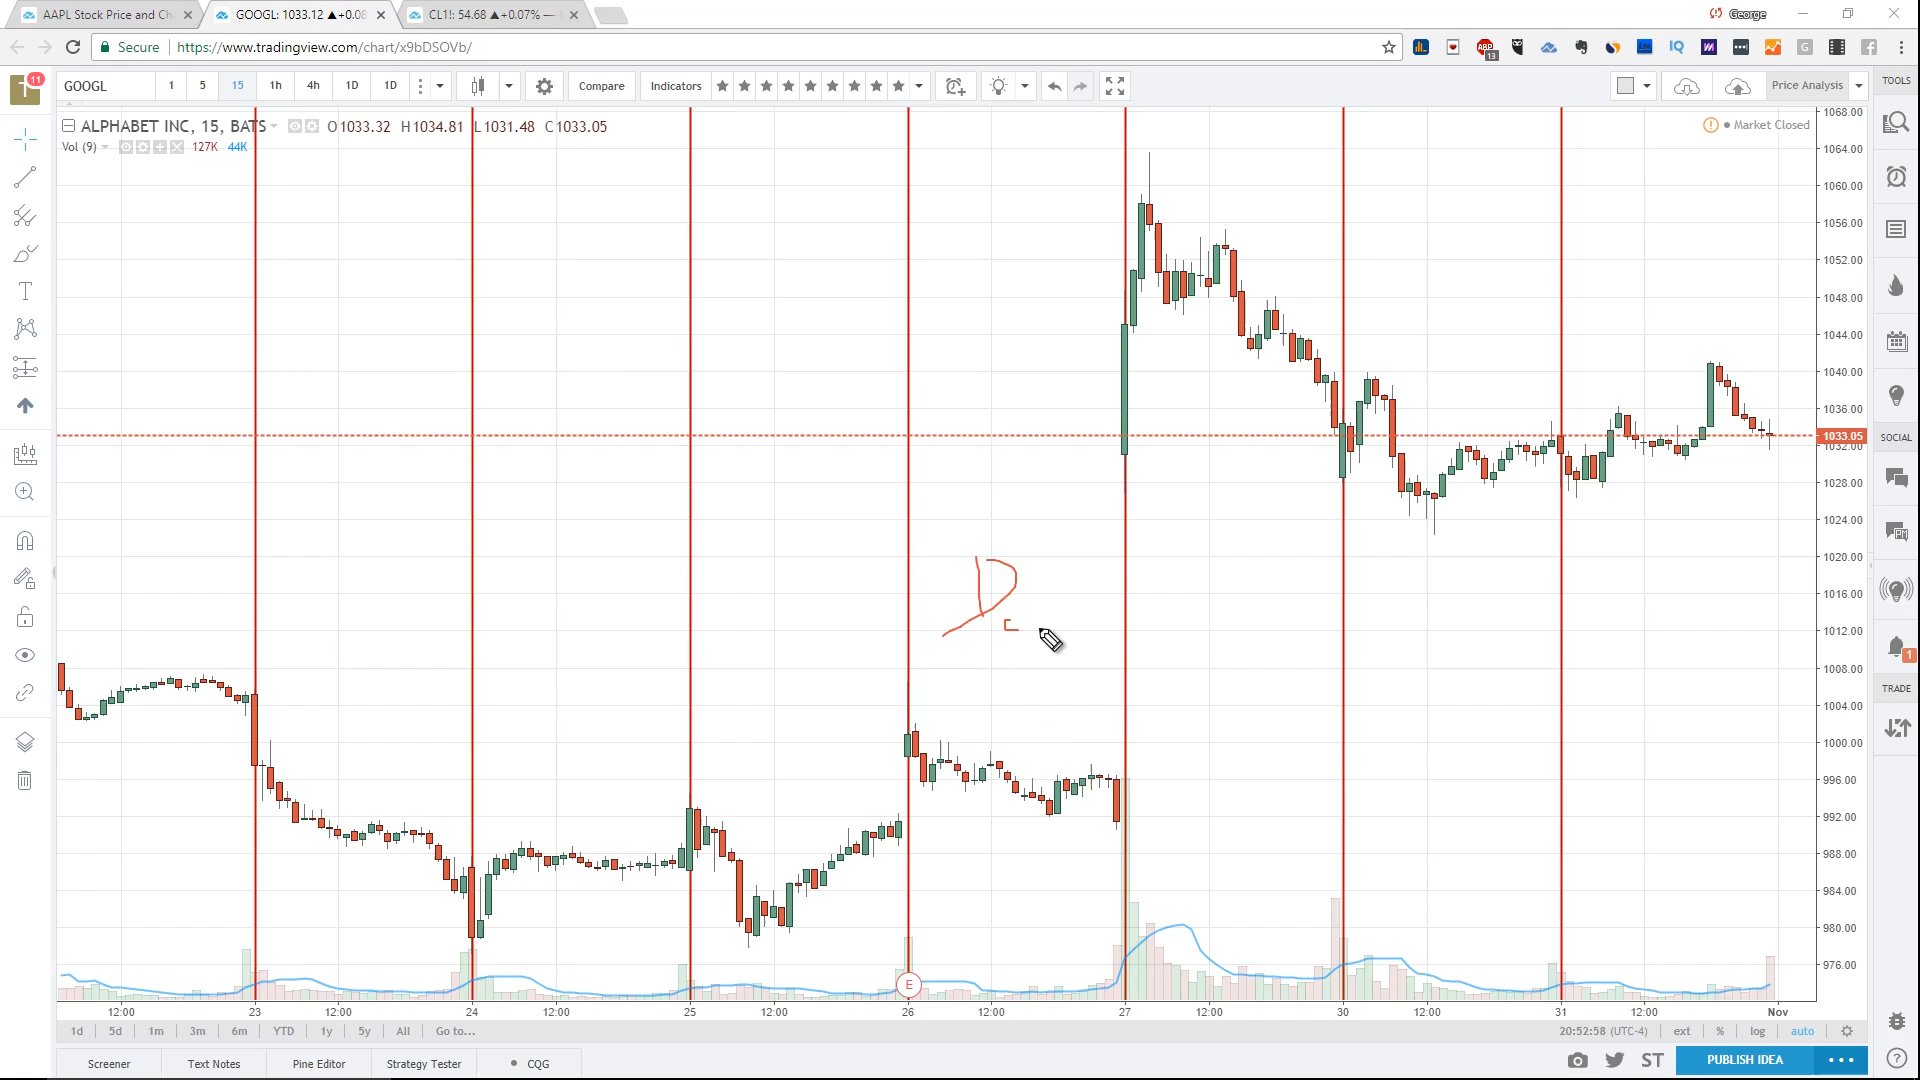 AAPL Stock Price and Ch
GOOGL: 1033.12 ▲+0.08
CL1!: 54.68 ▲+0.07% —
George
Secure https://www.tradingview.com/chart/x9bDSOVb/
GOOGL 1 5 15 1h 4h 1D 1D Compare Indicators Price Analysis TOOLS
11
13
ALPHABET INC, 15, BATS O1033.32 H1034.81 L1031.48 C1033.05
Market Closed
Vol (9) 127K 44K
1068.00
1064.00
1060.00
1056.00
1052.00
1048.00
1044.00
1040.00
1036.00
1033.05
1032.00
1028.00
1024.00
1020.00
1016.00
1012.00
1008.00
1004.00
1000.00
996.00
992.00
988.00
984.00
980.00
976.00
SOCIAL
1
TRADE
D
E
12:00 23 12:00 24 12:00 25 12:00 26 12:00 27 12:00 30 12:00 31 12:00 Nov
1d 5d 1m 3m 6m YTD 1y 5y All Go to... 20:52:58 (UTC-4) ext % log auto
Screener Text Notes Pine Editor Strategy Tester CQG ST PUBLISH IDEA